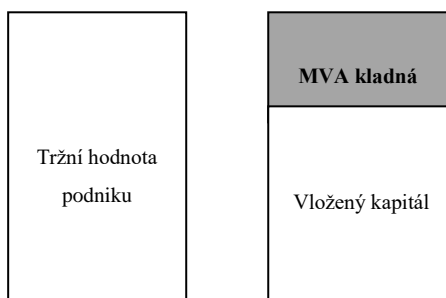 Tržní hodnota
podniku
MVA kladná
Vložený kapitál